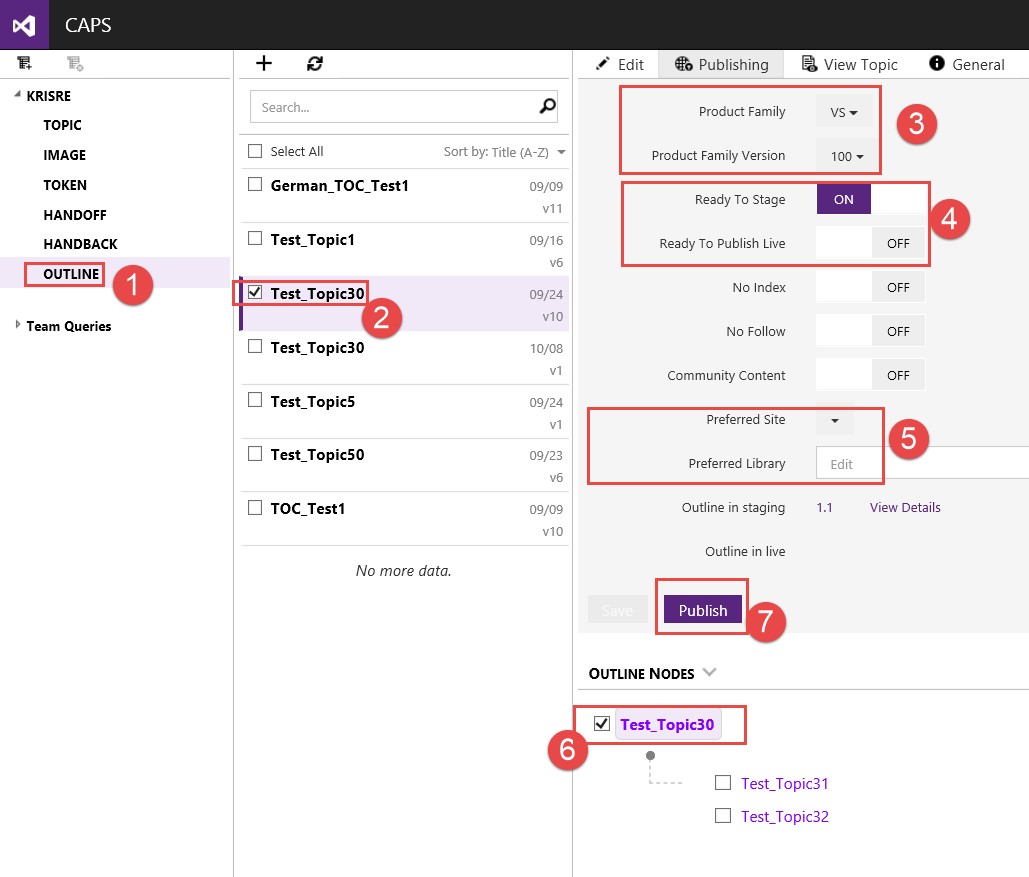 CAPS
KRISRE
TOPIC
IMAGE
TOKEN
HANDOFF
HANDBACK
OUTLINE
1
Team Queries
Search...
Select All
Sort by: Title (A-Z)
German_TOC_Test1 09/09
v11
Test_Topic1 09/16
v6
Test_Topic30 09/24
v10
2
Test_Topic30 10/08
v1
Test_Topic5 09/24
v1
Test_Topic50 09/23
v6
TOC_Test1 09/09
v10
No more data.
Edit Publishing View Topic General
Product Family VS
3
Product Family Version 100
Ready To Stage ON
4
Ready To Publish Live OFF
No Index OFF
No Follow OFF
Community Content OFF
Preferred Site
5
Preferred Library Edit
Outline in staging 1.1 View Details
Outline in live
Save Publish
7
OUTLINE NODES
Test_Topic30
6
Test_Topic31
Test_Topic32